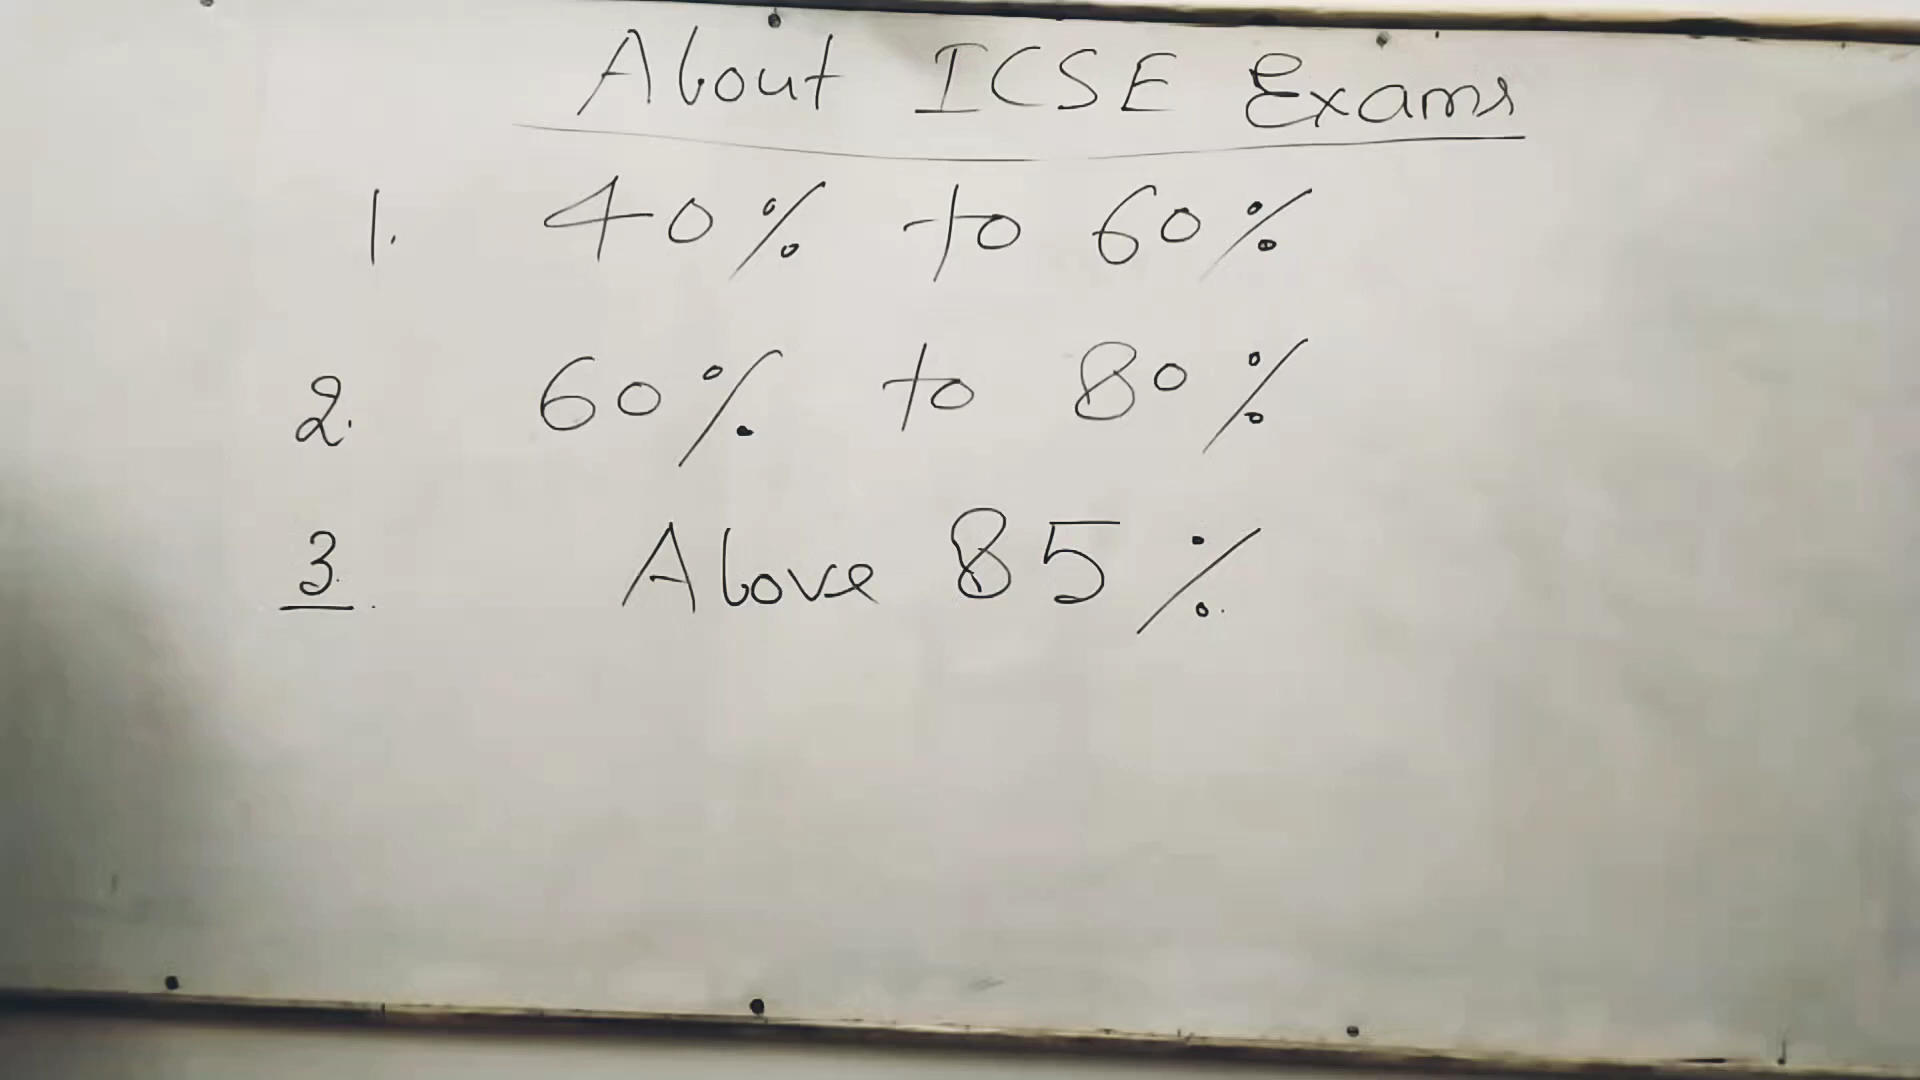 About ICSE Exams
1. 40% to 60%
2. 60% to 80%
3. Above 85%